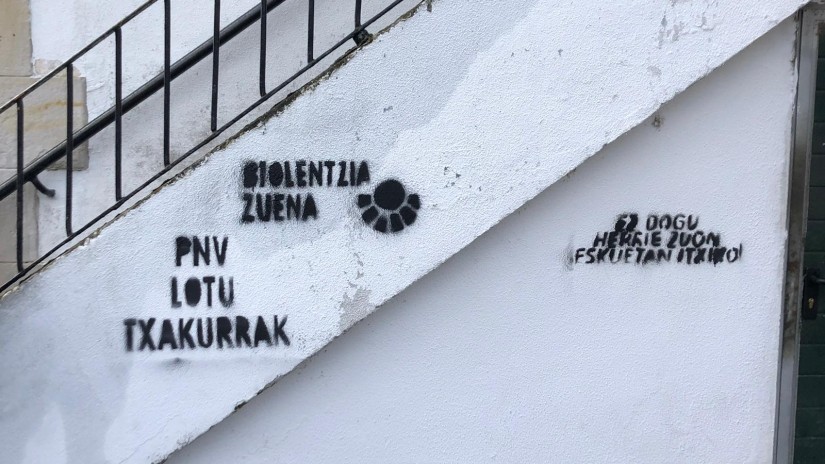 BIOLENTZIA
ZUENA
PNV
LOTU
TXAKURRAK
EZ DOGU
HERRIE ZUON
ESKUETAN ITXIKO!